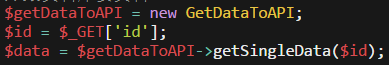 $getDataToAPI = new GetDataToAPI;
$id = $_GET['id'];
$data = $getDataToAPI->getSingleData($id);